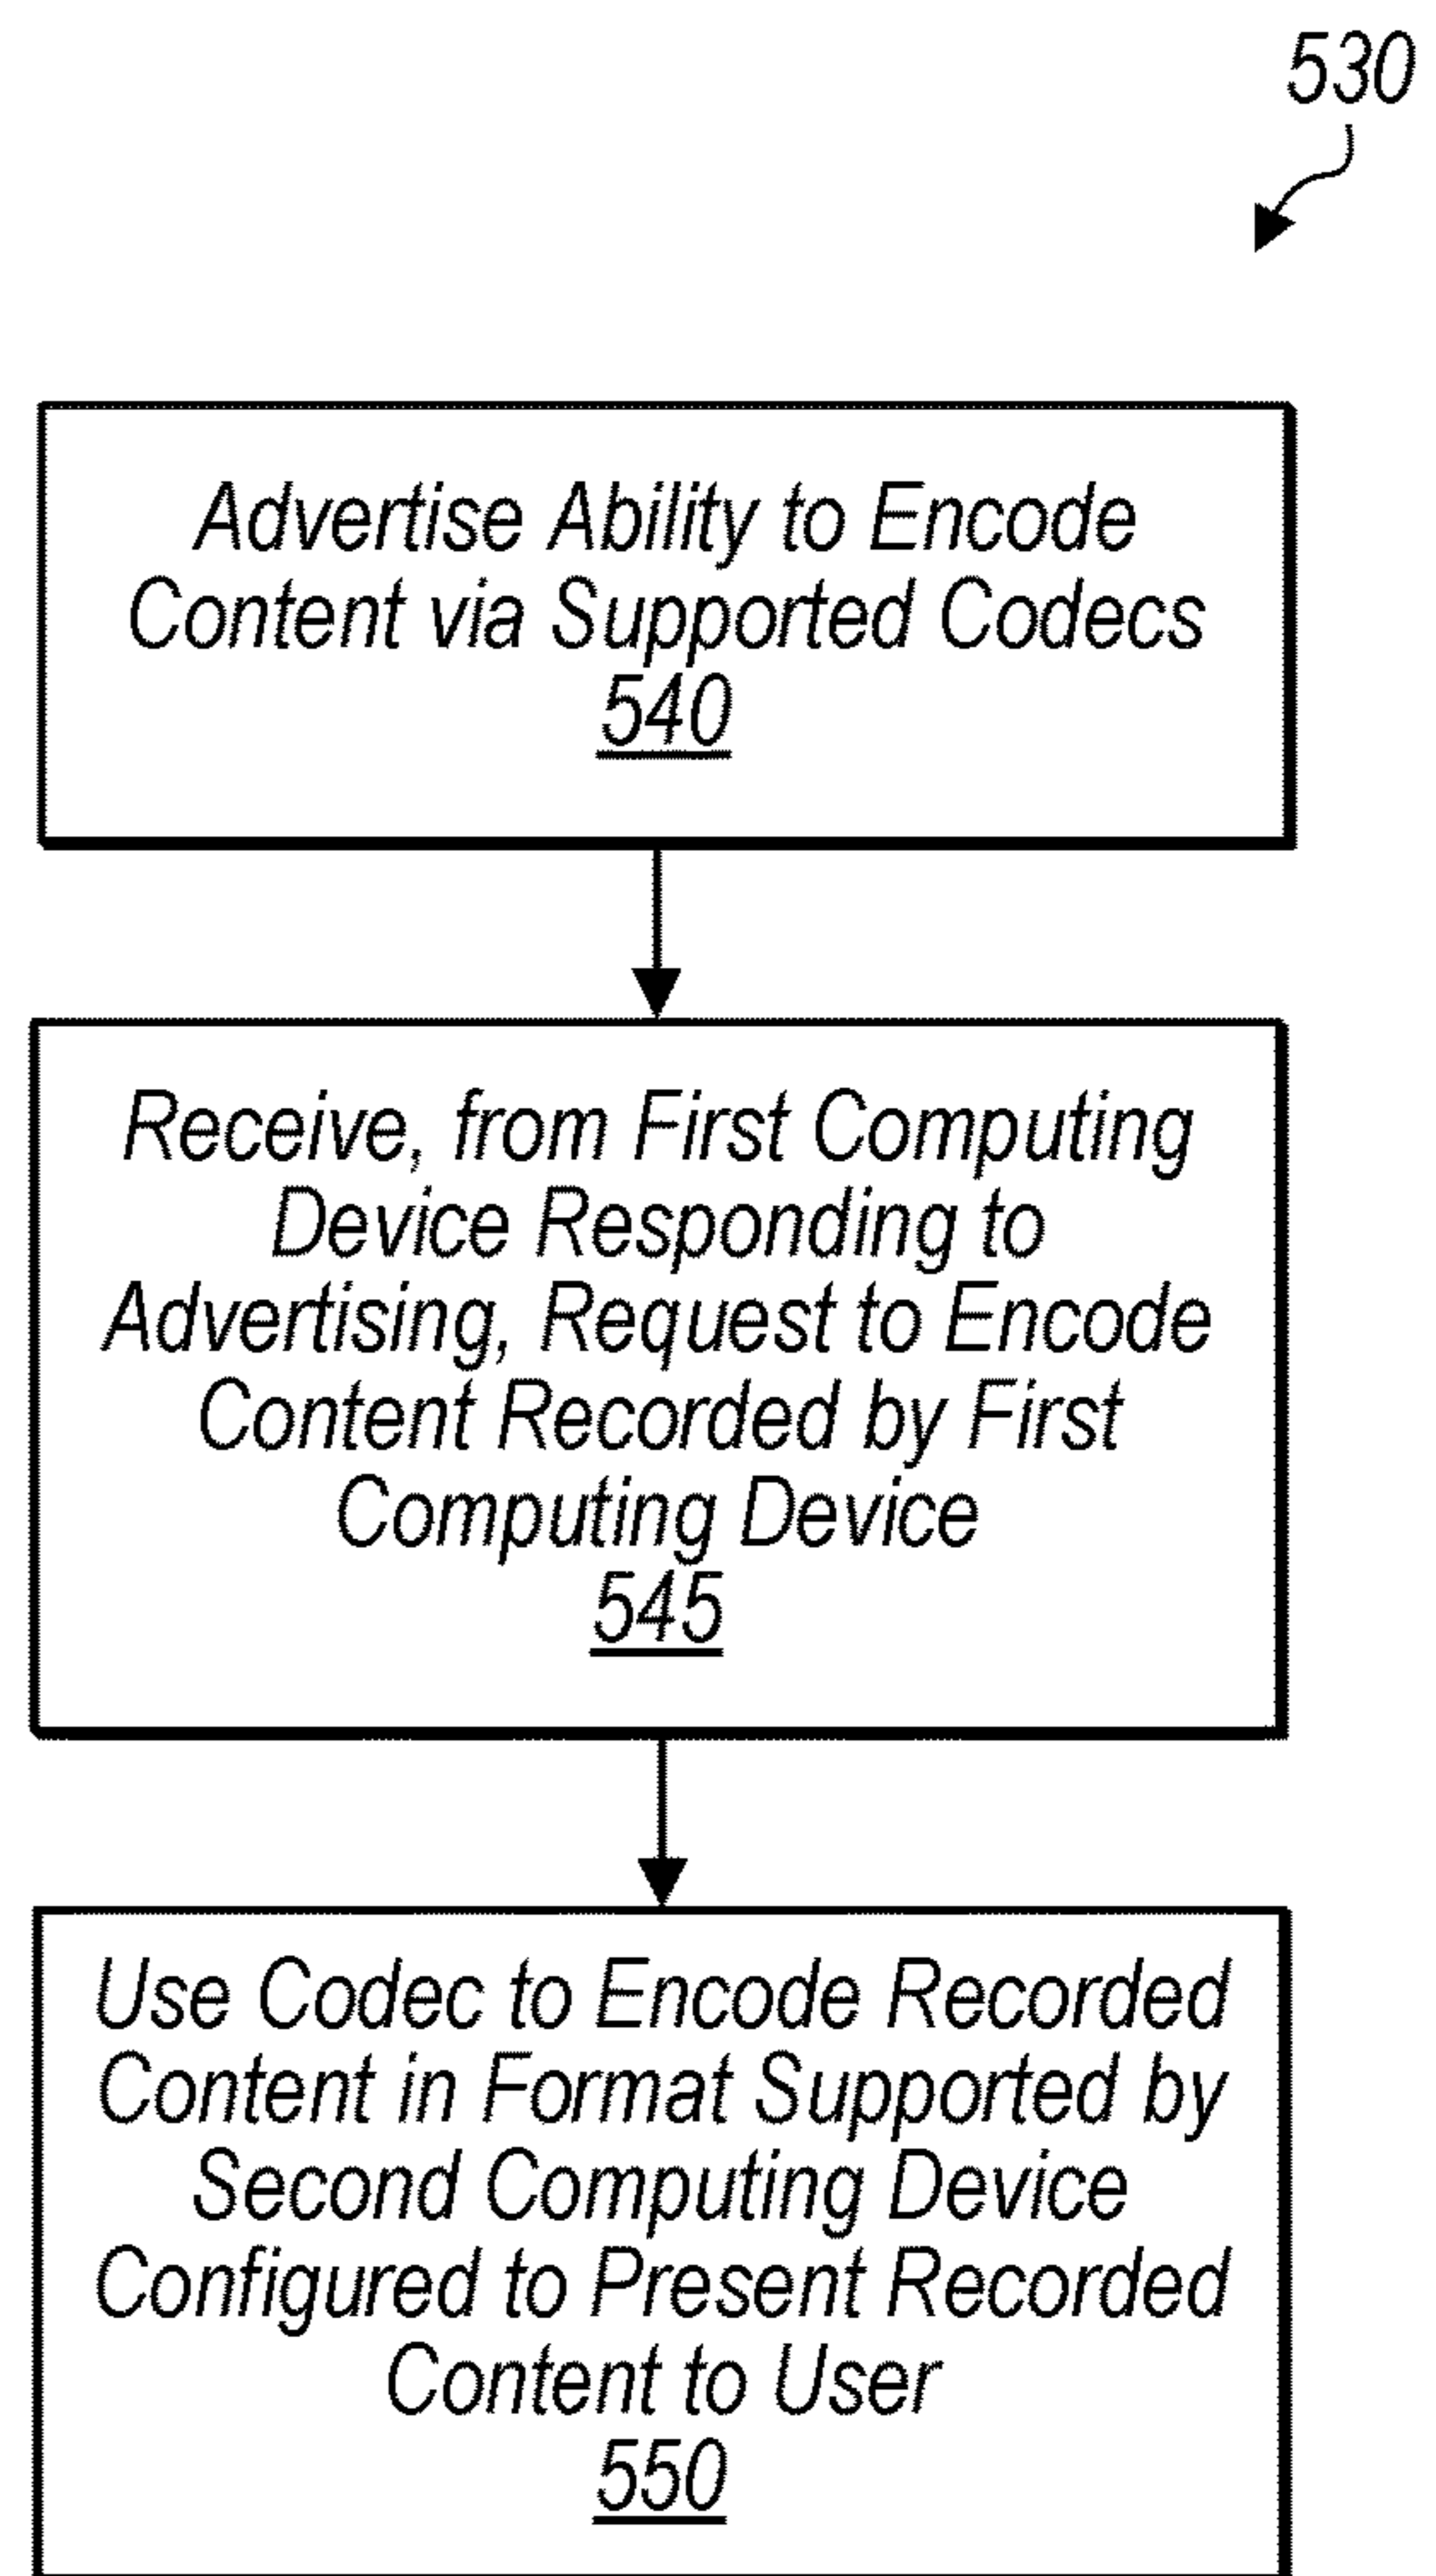 530
Advertise Ability to Encode
Content via Supported Codecs
540
Receive, from First Computing
Device Responding to
Advertising, Request to Encode
Content Recorded by First
Computing Device
545
Use Codec to Encode Recorded
Content in Format Supported by
Second Computing Device
Configured to Present Recorded
Content to User
550